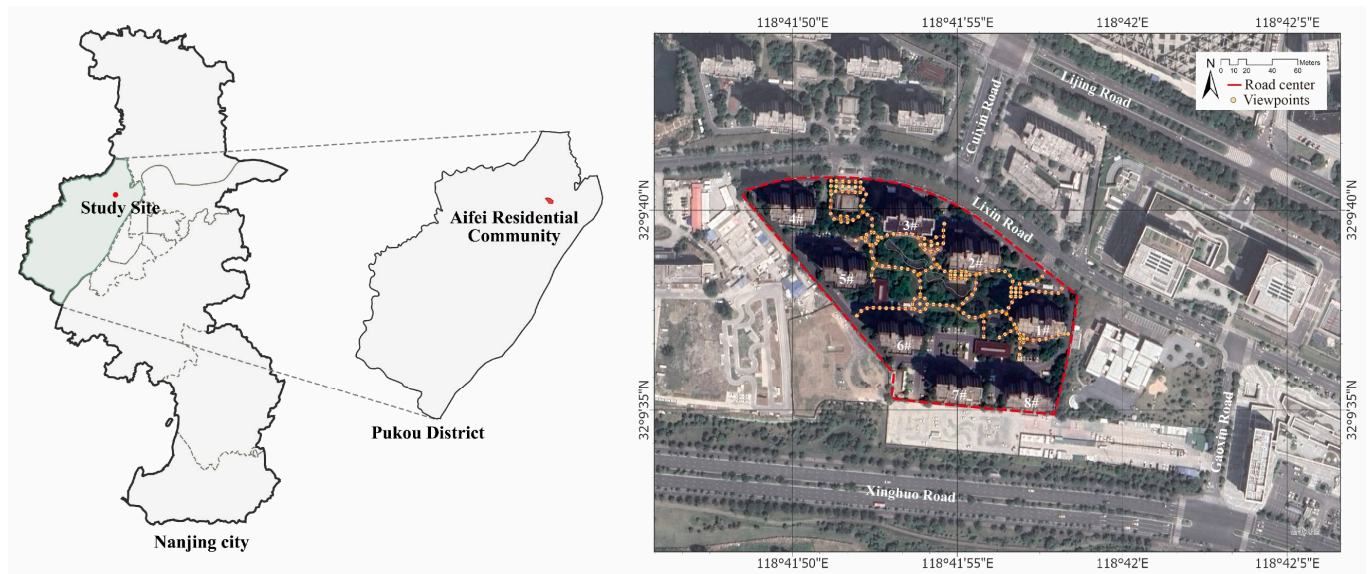 Study Site
Aifei Residential
Community
Pukou District
Nanjing city
118°41'50"E
118°41'55"E
118°42'E
118°42'5"E
N
0 10 20 40 60
Meters
Road center
Viewpoints
Lijing Road
Cuiyin Road
Lixin Road
32°9'40"N
32°9'40"N
4#
3#
2#
5#
1#
6#
7#
8#
32°9'35"N
32°9'35"N
Gaoxin Road
Xinghuo Road
118°41'50"E
118°41'55"E
118°42'E
118°42'5"E